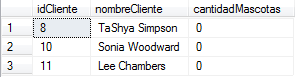 idCliente nombreCliente cantidadMascotas
1 8 TaShya Simpson 0
2 10 Sonia Woodward 0
3 11 Lee Chambers 0